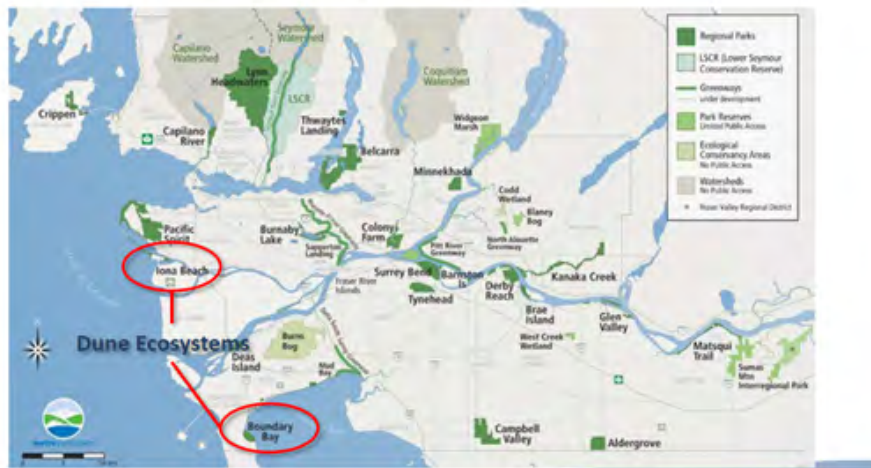 Capilano
Watershed
Seymour
Watershed
Lynn
Headwaters
LSCR
Coquitlam
Watershed
Crippen
Capilano
River
Thwaytes
Landing
Belcarra
Widgeon
Marsh
Minnekhada
Codd
Wetland
Blaney
Bog
North Alouette
Greenway
Pacific
Spirit
Burnaby
Lake
Sapperton
Landing
Colony
Farm
Pitt River
Greenway
Iona Beach
Surrey Bend
Barnston
Is
Derby
Reach
Kanaka Creek
Fraser River
Islands
Tynehead
Brae
Island
Glen
Valley
Dune Ecosystems
Burns
Bog
West Creek
Wetland
Matsqui
Trail
Deas
Island
Mud
Bay
Sumas
Mtn
Interregional Park
Boundary
Bay
Campbell
Valley
Aldergrove
Regional Parks
LSCR (Lower Seymour
Conservation Reserve)
Greenways
under development
Park Reserves
Limited Public Access
Ecological
Conservancy Areas
No Public Access
Watersheds
No Public Access
Fraser Valley Regional District